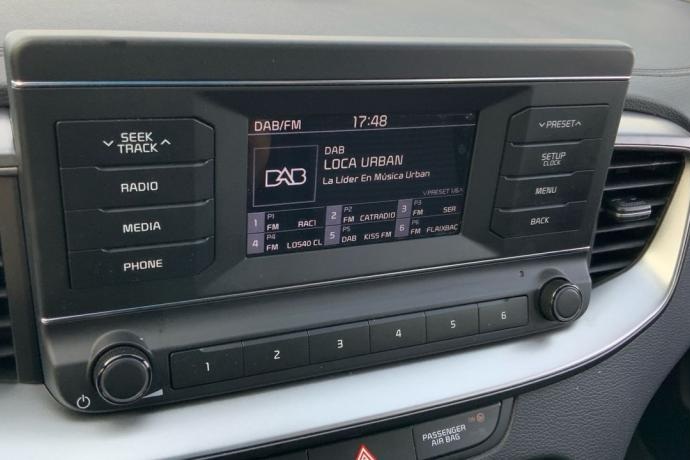 DAB/FM 17:48
SEEK
TRACK
RADIO
MEDIA
PHONE
DAB
DAB
LOCA URBAN
La Líder En Música Urban
PRESET 1/6
1 P1 FM RAC1
2 P2 FM CATRADIO
3 P3 FM SER
4 P4 FM LOS40 CL
5 P5 DAB KISS FM
6 P6 FM FLAIXBAC
PRESET
SETUP
CLOCK
MENU
BACK
1 2 3 4 5 6
PASSENGER
AIR BAG